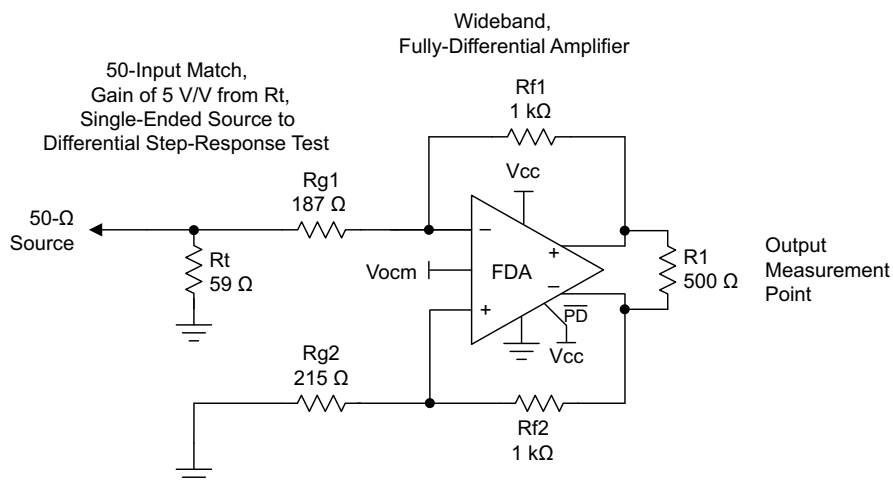 Wideband,
Fully-Differential Amplifier
50-Input Match,
Gain of 5 V/V from Rt,
Single-Ended Source to
Differential Step-Response Test
Rf1
1 kΩ
Vcc
Rg1
187 Ω
50-Ω
Source
Rt
59 Ω
−
+
Vocm
FDA
+
−
PD
Vcc
R1
500 Ω
Output
Measurement
Point
Rg2
215 Ω
Rf2
1 kΩ